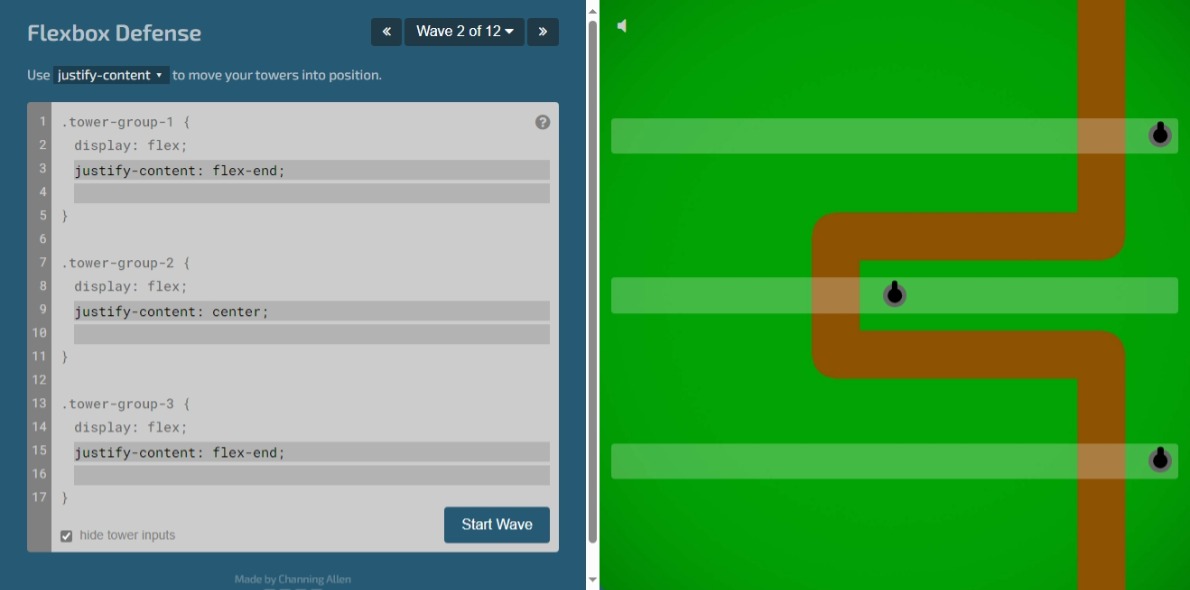 Flexbox Defense
« Wave 2 of 12 ▾ »
Use justify-content ▾ to move your towers into position.
1 .tower-group-1 { ?
2 display: flex;
3 justify-content: flex-end;
4
5 }
6
7 .tower-group-2 {
8 display: flex;
9 justify-content: center;
10
11 }
12
13 .tower-group-3 {
14 display: flex;
15 justify-content: flex-end;
16
17 }
Start Wave
hide tower inputs
Made by Channing Allen